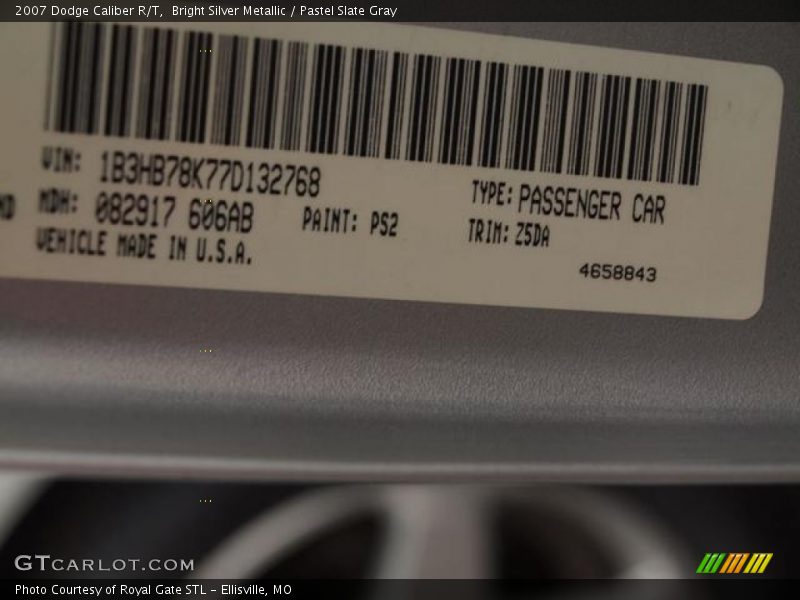 2007 Dodge Caliber R/T, Bright Silver Metallic / Pastel Slate Gray
VIN: 1B3HB78K77D132768
TYPE: PASSENGER CAR
MDH: 082917 606AB
PAINT: PS2
TRIM: Z5DA
VEHICLE MADE IN U.S.A.
4658843
GTCARLOT.COM
Photo Courtesy of Royal Gate STL - Ellisville, MO